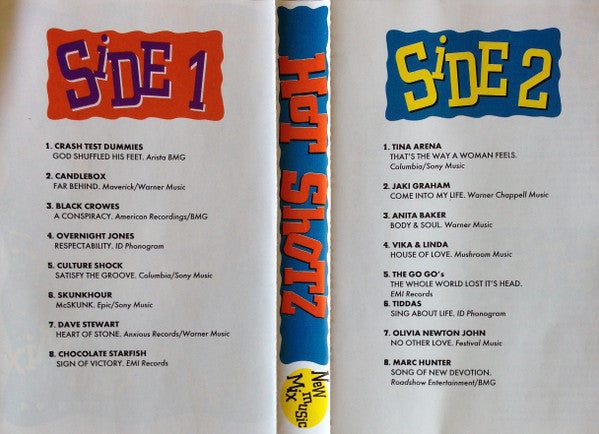 SiDE 1
1. CRASH TEST DUMMIES
GOD SHUFFLED HIS FEET. Arista BMG
2. CANDLEBOX
FAR BEHIND. Maverick/Warner Music
3. BLACK CROWES
A CONSPIRACY. American Recordings/BMG
4. OVERNIGHT JONES
RESPECTABILITY. ID Phonogram
5. CULTURE SHOCK
SATISFY THE GROOVE. Columbia/Sony Music
6. SKUNKHOUR
McSKUNK. Epic/Sony Music
7. DAVE STEWART
HEART OF STONE. Anxious Records/Warner Music
8. CHOCOLATE STARFISH
SIGN OF VICTORY. EMI Records
HOT SHOTZ
New
music
Mix
SiDE 2
1. TINA ARENA
THAT'S THE WAY A WOMAN FEELS.
Columbia/Sony Music
2. JAKI GRAHAM
COME INTO MY LIFE. Warner Chappell Music
3. ANITA BAKER
BODY & SOUL. Warner Music
4. VIKA & LINDA
HOUSE OF LOVE. Mushroom Music
5. THE GO GO's
THE WHOLE WORLD LOST IT'S HEAD.
EMI Records
6. TIDDAS
SING ABOUT LIFE. ID Phonogram
7. OLIVIA NEWTON JOHN
NO OTHER LOVE. Festival Music
8. MARC HUNTER
SONG OF NEW DEVOTION.
Roadshow Entertainment/BMG